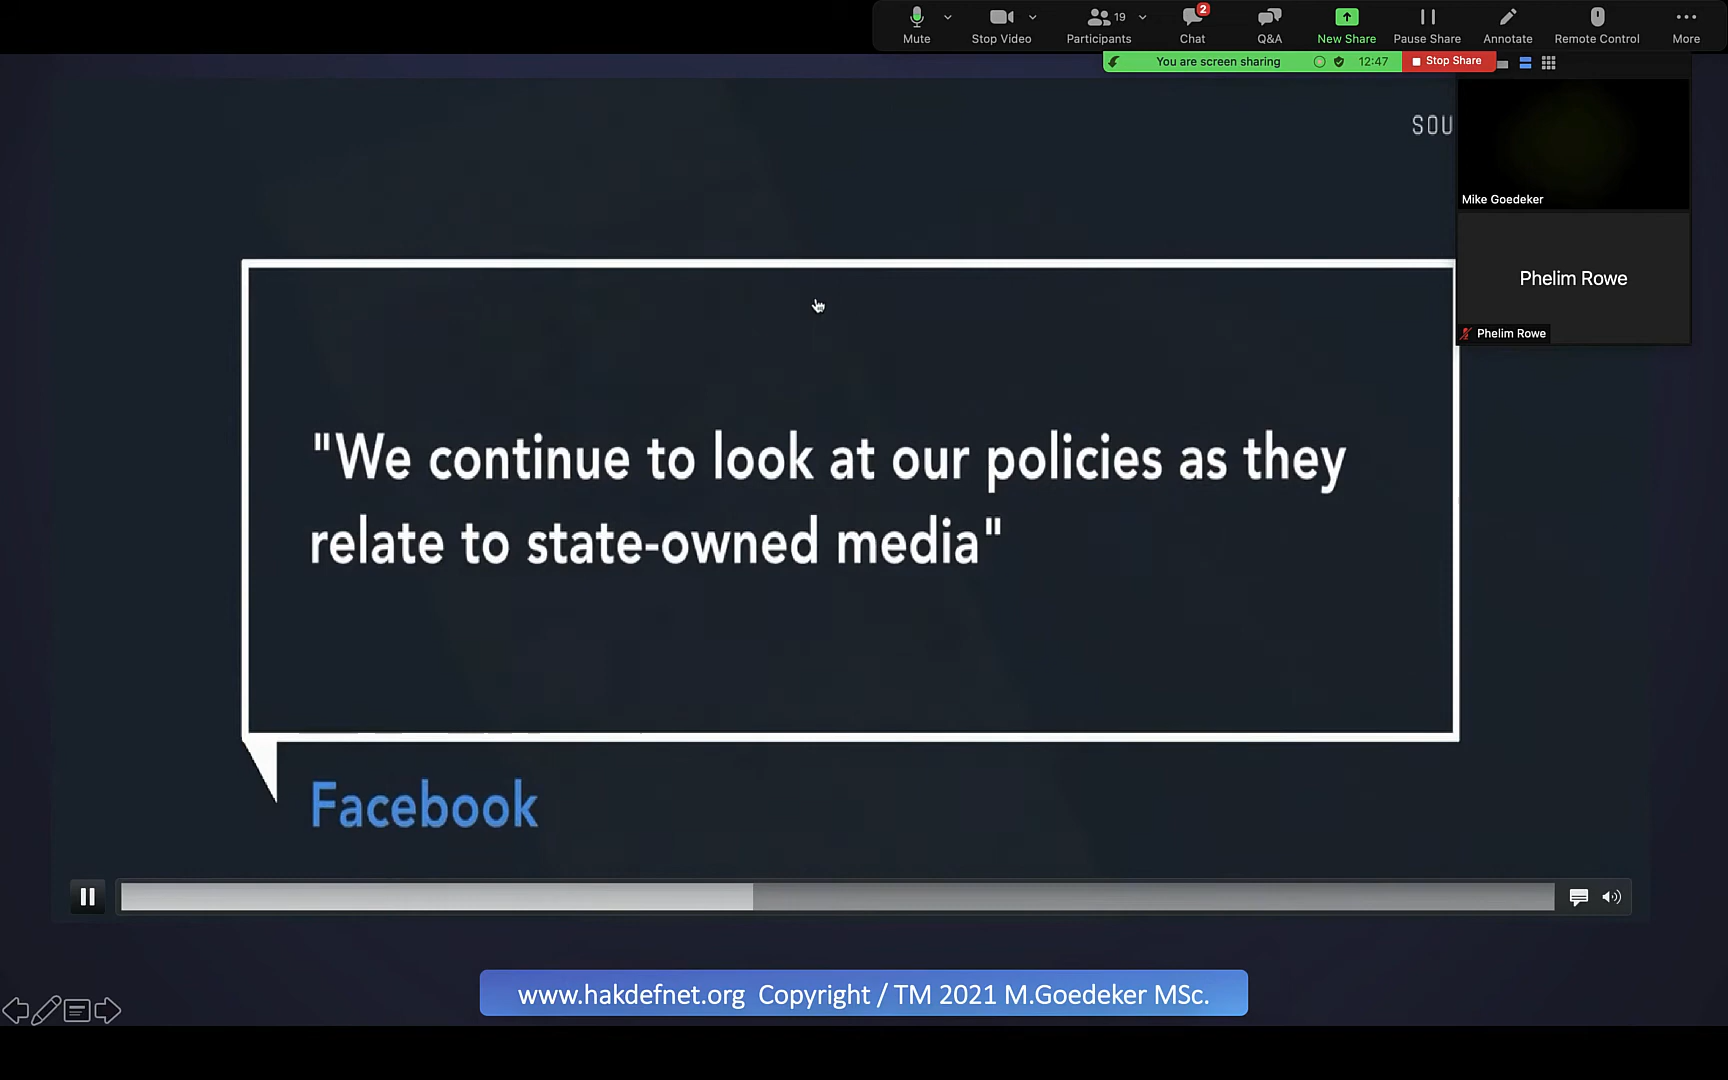 Mute
Stop Video
Participants
19
Chat
2
Q&A
New Share
Pause Share
Annotate
Remote Control
More
You are screen sharing
12:47
Stop Share
SOU
Mike Goedeker
Phelim Rowe
Phelim Rowe
"We continue to look at our policies as they
relate to state-owned media"
Facebook
www.hakdefnet.org Copyright / TM 2021 M.Goedeker MSc.